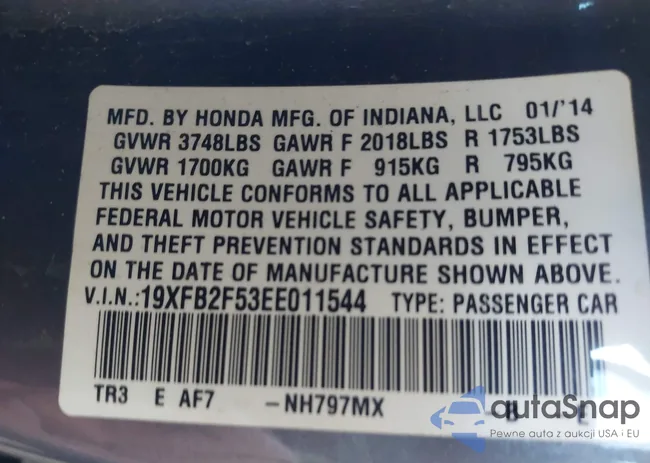 MFD. BY HONDA MFG. OF INDIANA, LLC 01/'14
GVWR 3748LBS GAWR F 2018LBS R 1753LBS
GVWR 1700KG GAWR F 915KG R 795KG
THIS VEHICLE CONFORMS TO ALL APPLICABLE
FEDERAL MOTOR VEHICLE SAFETY, BUMPER,
AND THEFT PREVENTION STANDARDS IN EFFECT
ON THE DATE OF MANUFACTURE SHOWN ABOVE.
V.I.N.:19XFB2F53EE011544 TYPE: PASSENGER CAR
TR3 E AF7 -NH797MX
autaSnap
Pewne auta z aukcji USA i EU